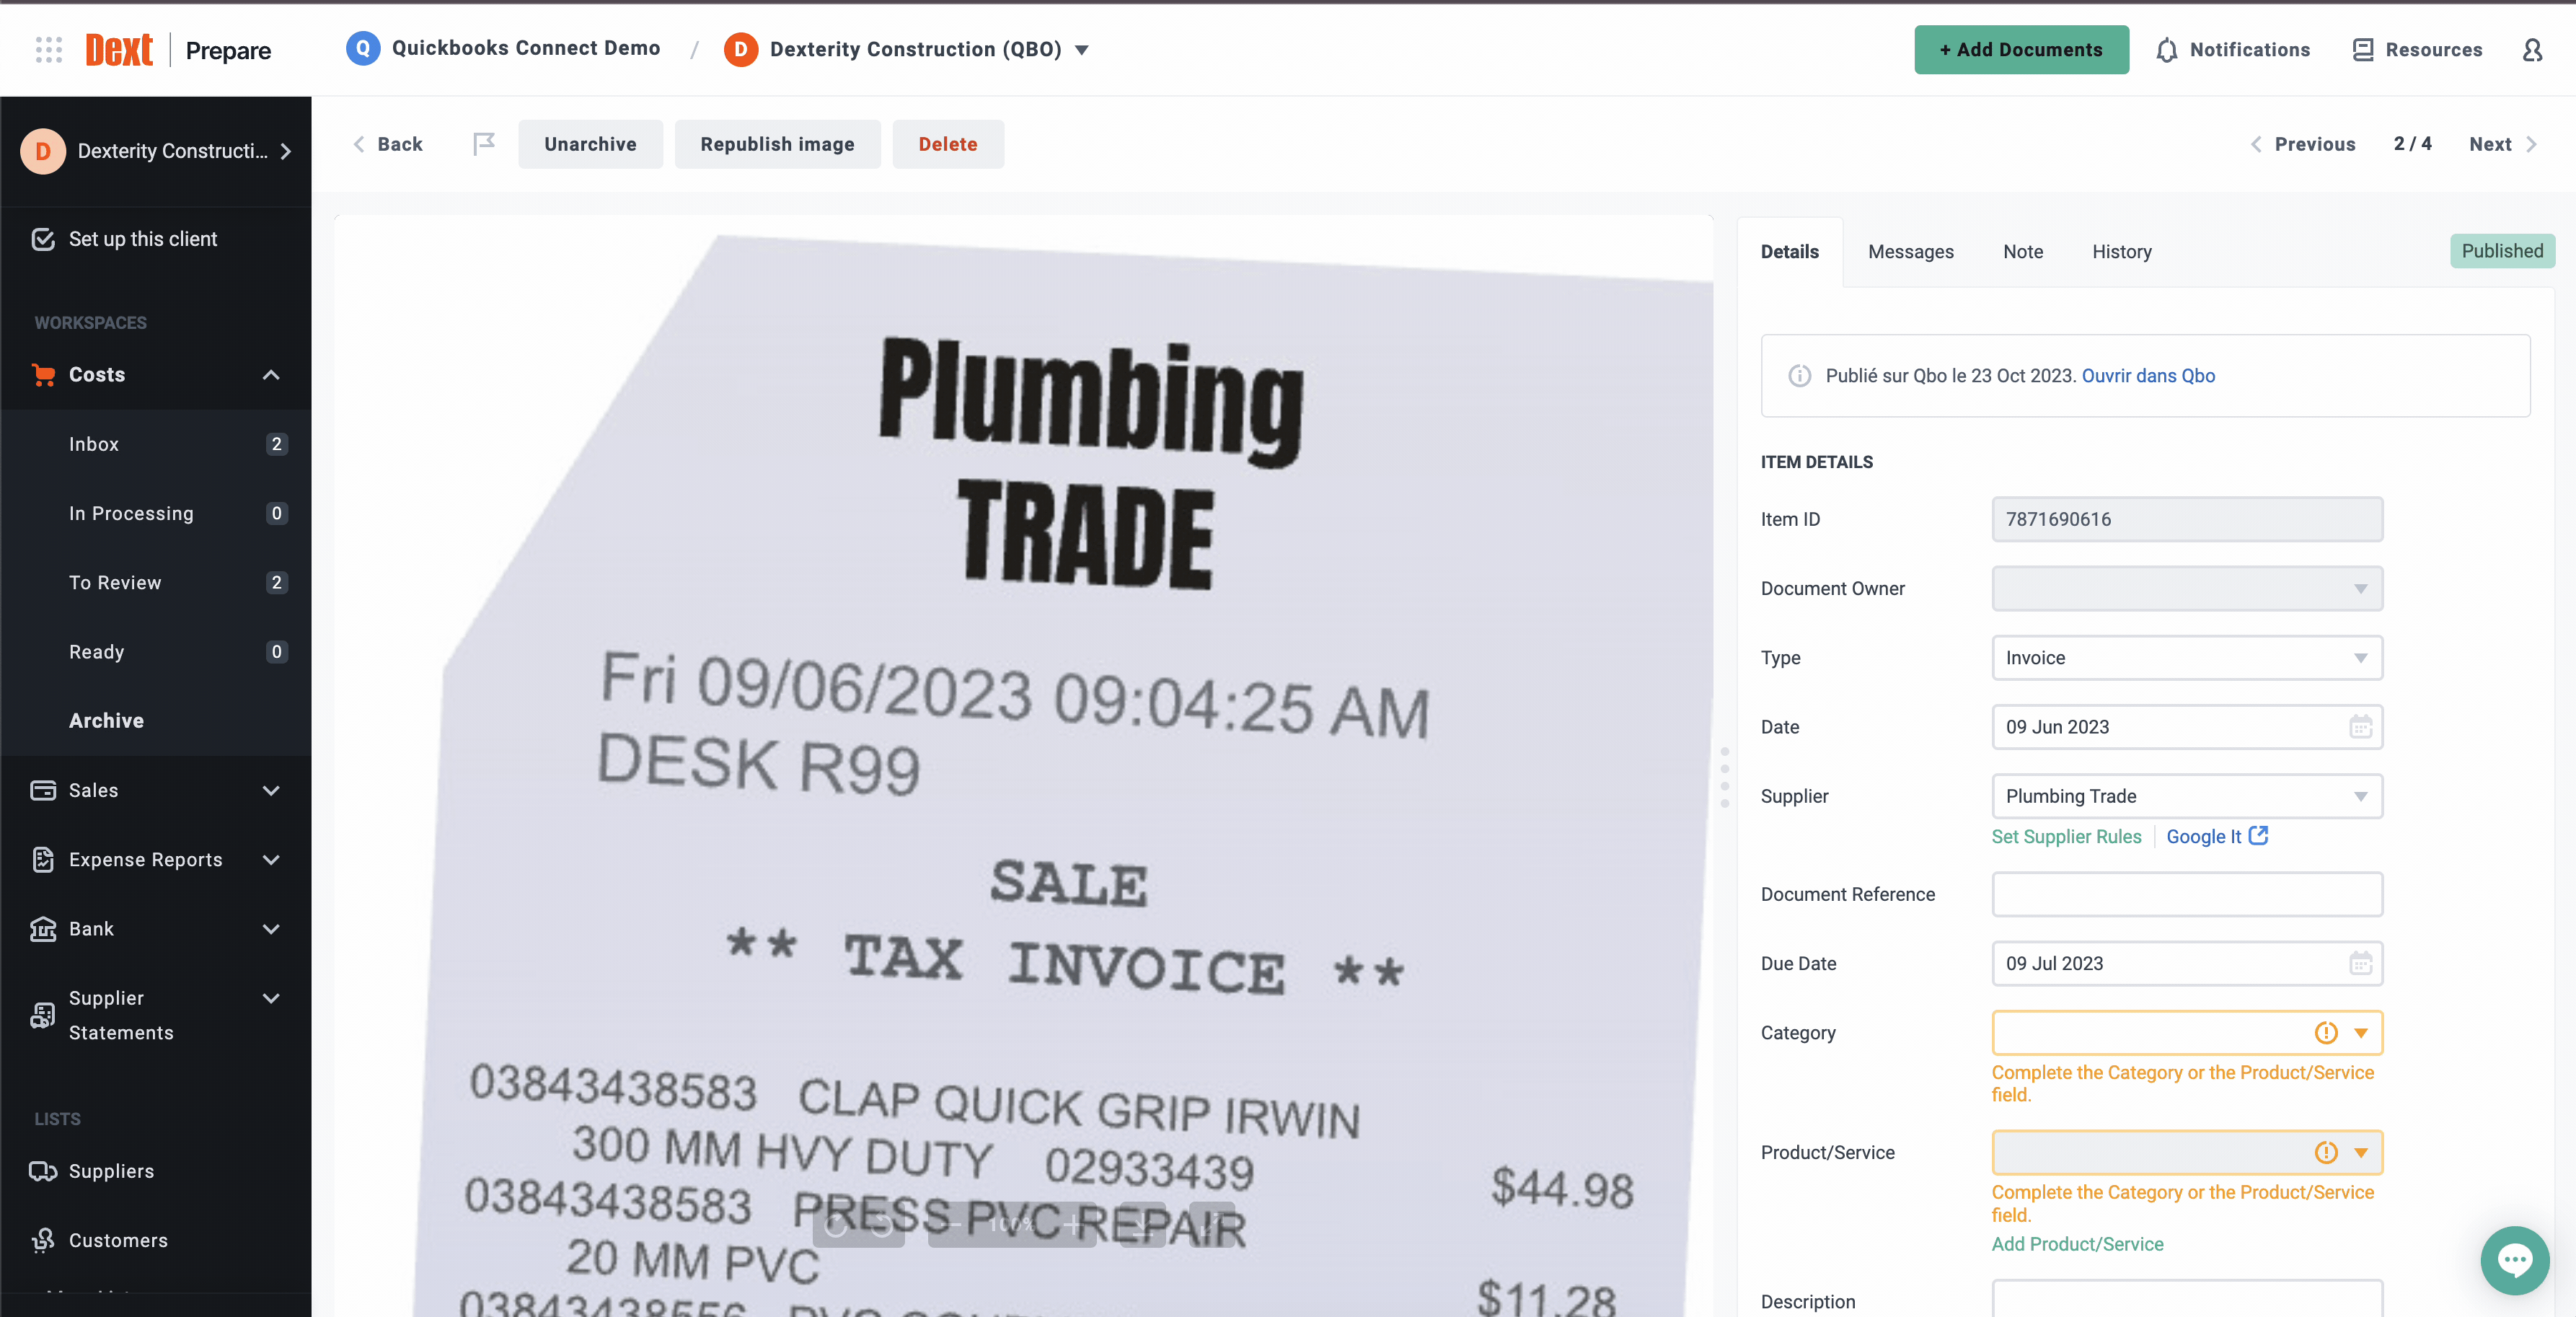 Dext
Prepare
Q
Quickbooks Connect Demo
/
D
Dexterity Construction (QBO)
+ Add Documents
Notifications
Resources
D
Dexterity Constructi...
Set up this client
WORKSPACES
Costs
Inbox
2
In Processing
0
To Review
2
Ready
0
Archive
Sales
Expense Reports
Bank
Supplier
Statements
LISTS
Suppliers
Customers
Back
Unarchive
Republish image
Delete
Previous
2 / 4
Next
Plumbing
TRADE
Fri 09/06/2023 09:04:25 AM
DESK R99
SALE
** TAX INVOICE **
03843438583 CLAP QUICK GRIP IRWIN
300 MM HVY DUTY 02933439
$44.98
03843438583 PRESS PVC REPAIR
20 MM PVC
$11.28
100%
Details
Messages
Note
History
Published
Publié sur Qbo le 23 Oct 2023. Ouvrir dans Qbo
ITEM DETAILS
Item ID
7871690616
Document Owner
Type
Invoice
Date
09 Jun 2023
Supplier
Plumbing Trade
Set Supplier Rules
Google It
Document Reference
Due Date
09 Jul 2023
Category
Complete the Category or the Product/Service
field.
Product/Service
Complete the Category or the Product/Service
field.
Add Product/Service
Description